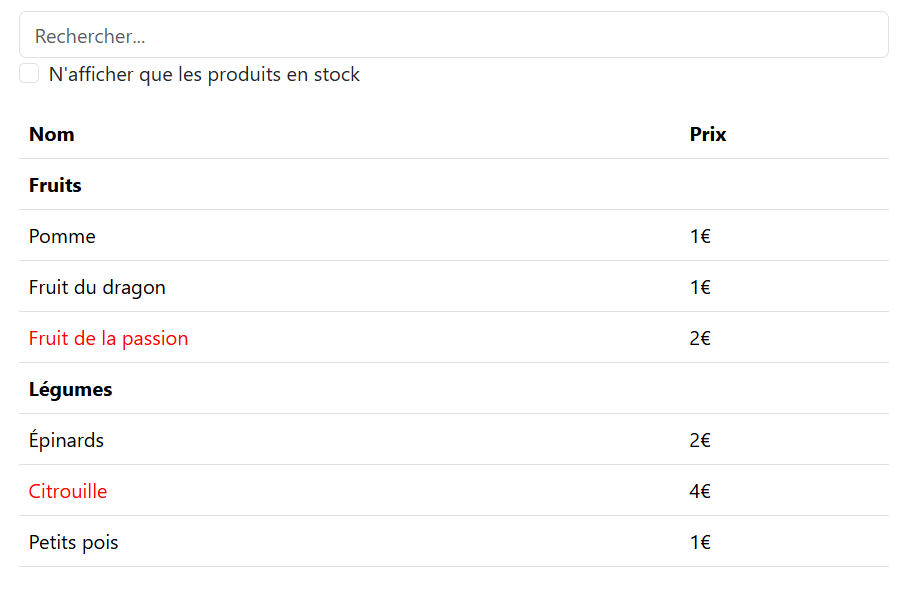 Rechercher...
N'afficher que les produits en stock
Nom Prix
Fruits
Pomme 1€
Fruit du dragon 1€
Fruit de la passion 2€
Légumes
Épinards 2€
Citrouille 4€
Petits pois 1€